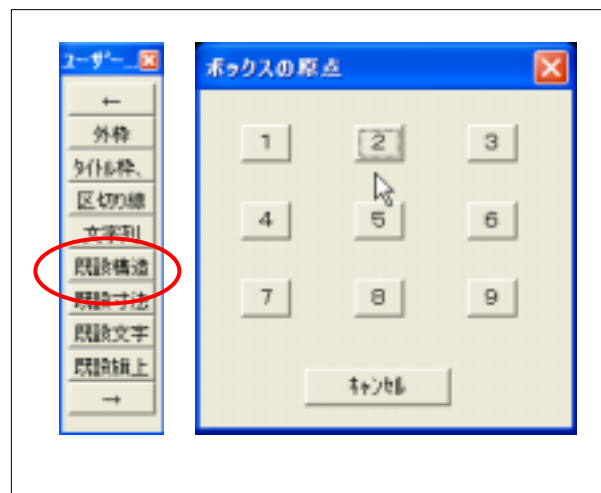 ユーザー...
←
外枠
タイトル枠、
区切り線
文字列
既設構造
既設寸法
既設文字
既設旗上
→
ボックスの原点
1 2 3
4 5 6
7 8 9
キャンセル